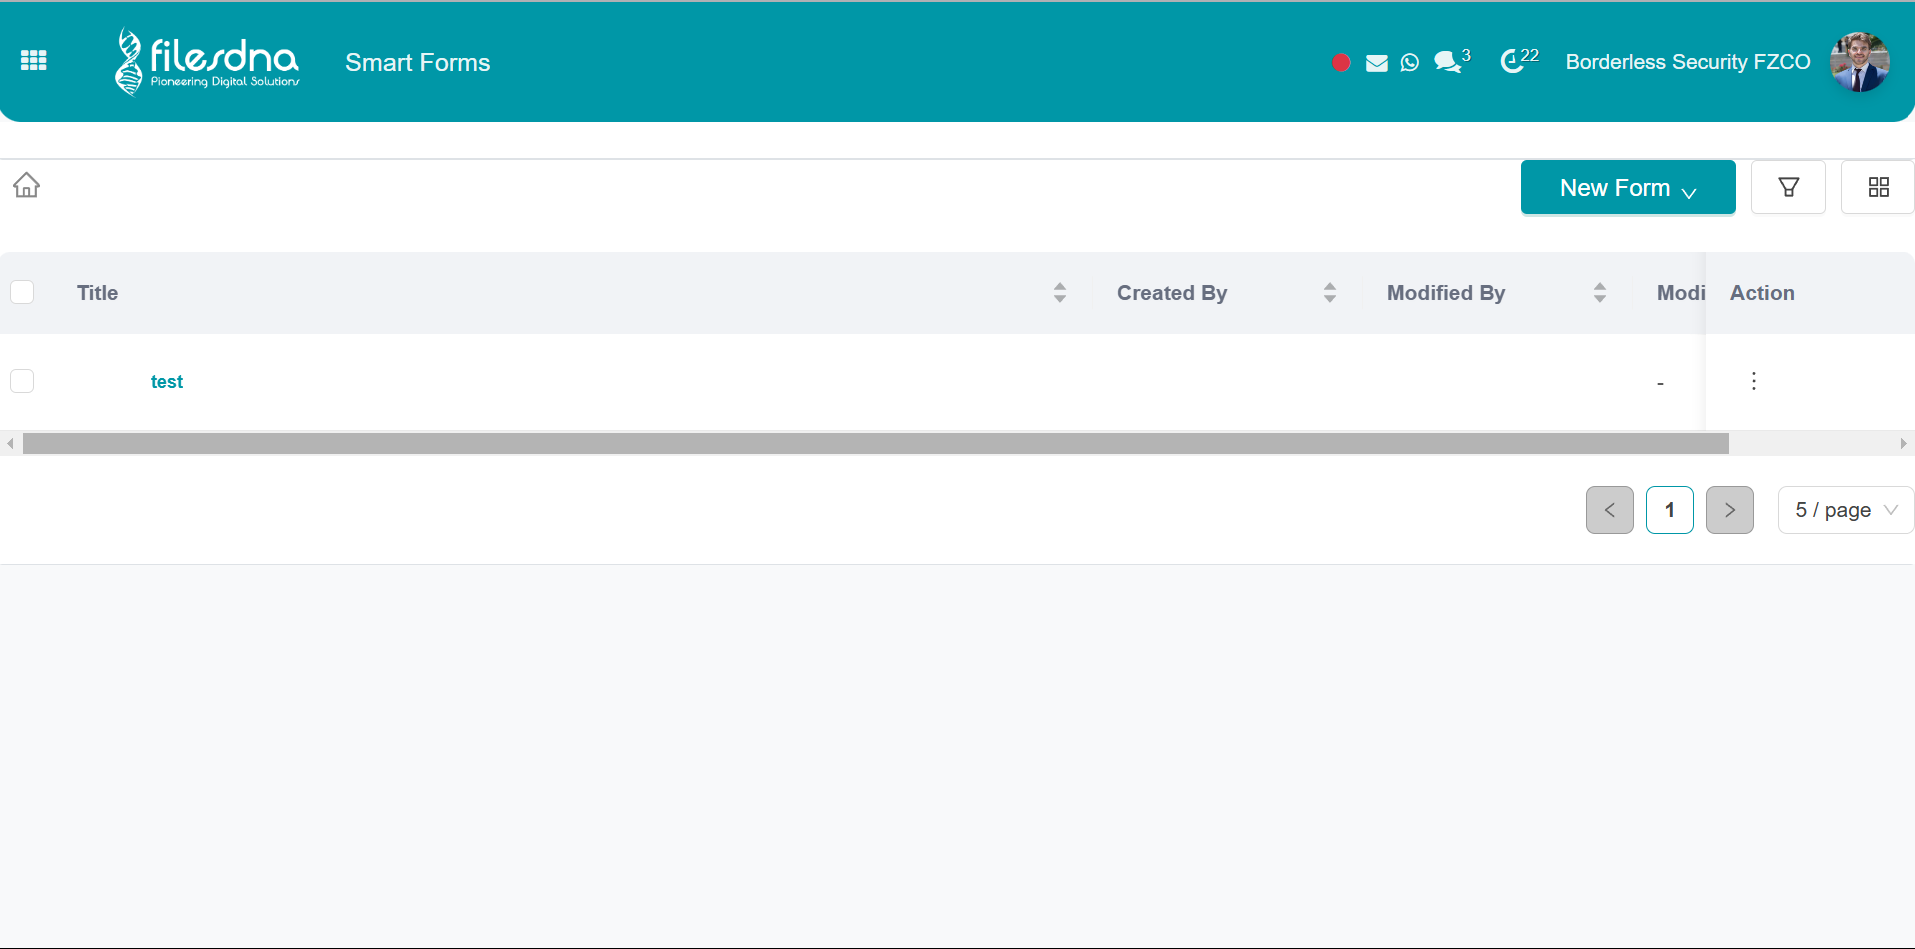 filesdna
Pioneering Digital Solutions
Smart Forms
3
22
Borderless Security FZCO
New Form
Title
Created By
Modified By
Modi
Action
test
-
1
5 / page